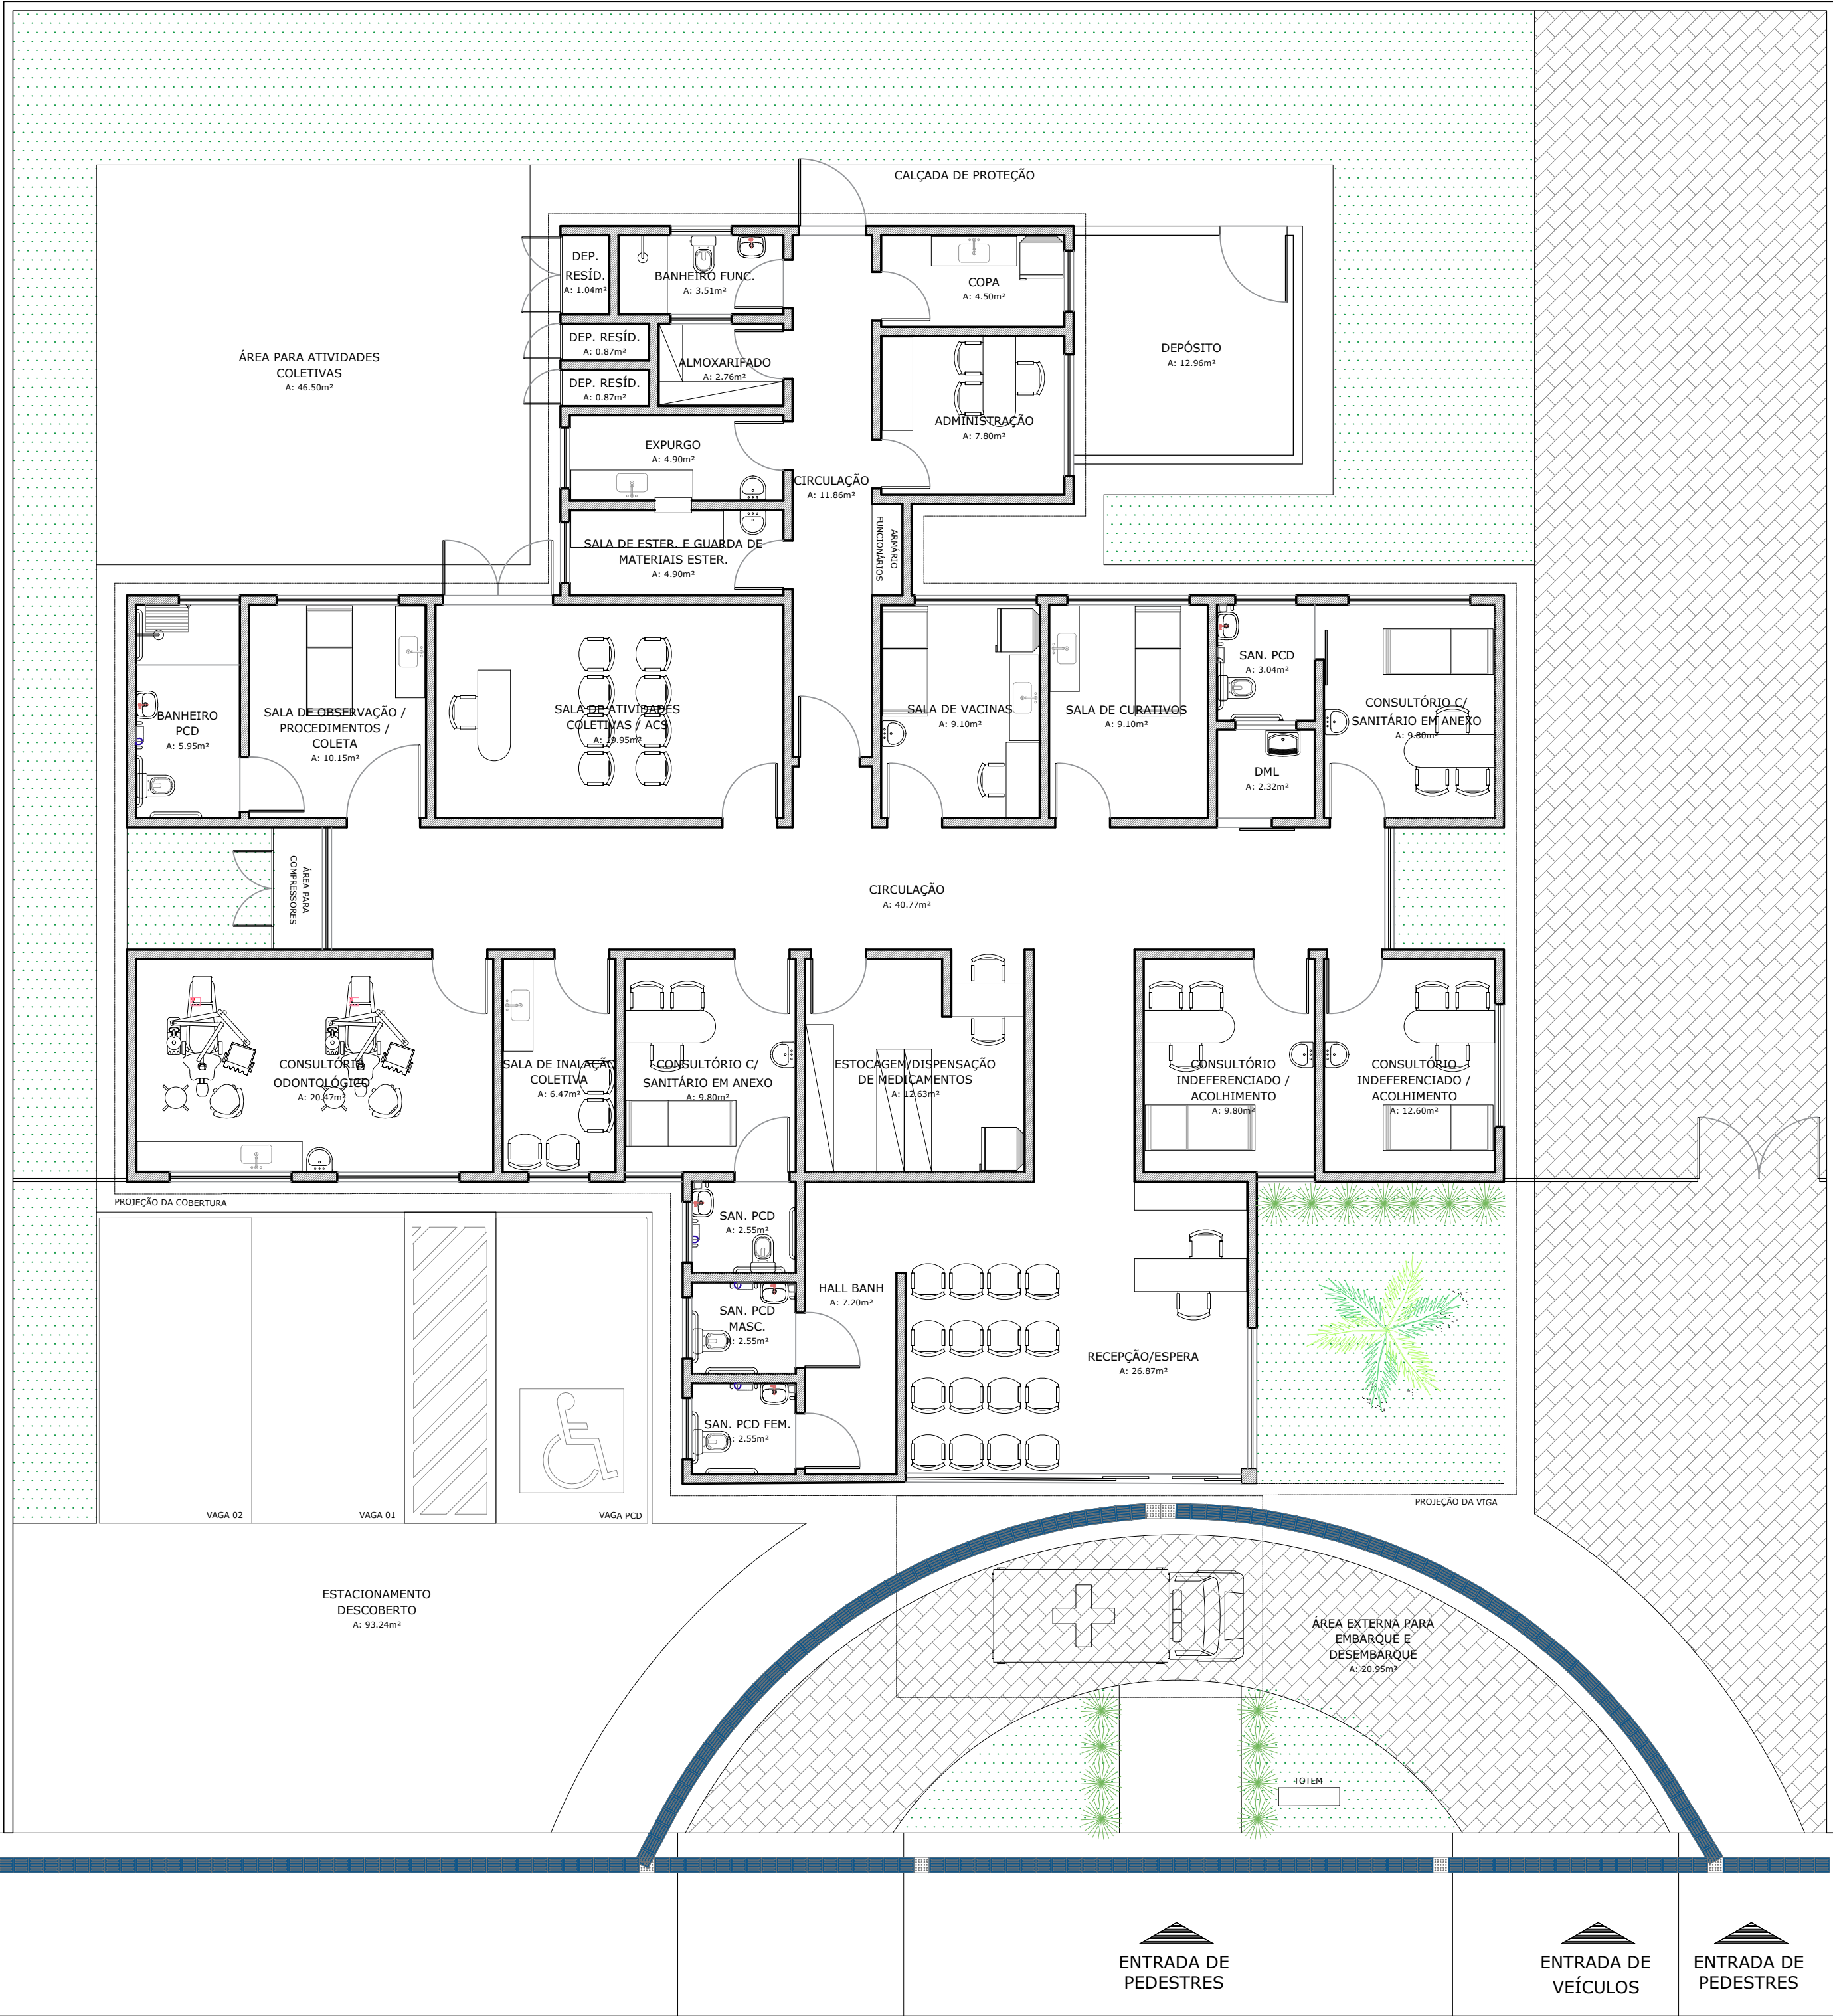 CALÇADA DE PROTEÇÃO
DEP.
RESÍD.
A: 1.04m²
BANHEIRO FUNC.
A: 3.51m²
COPA
A: 4.50m²
DEP. RESÍD.
A: 0.87m²
ALMOXARIFADO
A: 2.76m²
DEP. RESÍD.
A: 0.87m²
ÁREA PARA ATIVIDADES
COLETIVAS
A: 46.50m²
DEPÓSITO
A: 12.96m²
ADMINISTRAÇÃO
A: 7.80m²
EXPURGO
A: 4.90m²
CIRCULAÇÃO
A: 11.86m²
ARMÁRIO
FUNCIONÁRIOS
SALA DE ESTER. E GUARDA DE
MATERIAIS ESTER.
A: 4.90m²
BANHEIRO
PCD
A: 5.95m²
SALA DE OBSERVAÇÃO /
PROCEDIMENTOS /
COLETA
A: 10.15m²
SALA DE ATIVIDADES
COLETIVAS / ACS
A: 19.95m²
SALA DE VACINAS
A: 9.10m²
SALA DE CURATIVOS
A: 9.10m²
SAN. PCD
A: 3.04m²
DML
A: 2.32m²
CONSULTÓRIO C/
SANITÁRIO EM ANEXO
A: 9.80m²
ÁREA PARA
COMPRESSORES
CIRCULAÇÃO
A: 40.77m²
CONSULTÓRIO
ODONTOLÓGICO
A: 20.47m²
SALA DE INALAÇÃO
COLETIVA
A: 6.47m²
CONSULTÓRIO C/
SANITÁRIO EM ANEXO
A: 9.80m²
ESTOCAGEM/DISPENSAÇÃO
DE MEDICAMENTOS
A: 12.63m²
CONSULTÓRIO
INDEFERENCIADO /
ACOLHIMENTO
A: 9.80m²
CONSULTÓRIO
INDEFERENCIADO /
ACOLHIMENTO
A: 12.60m²
PROJEÇÃO DA COBERTURA
SAN. PCD
A: 2.55m²
HALL BANH
A: 7.20m²
SAN. PCD
MASC.
A: 2.55m²
RECEPÇÃO/ESPERA
A: 26.87m²
SAN. PCD FEM.
A: 2.55m²
VAGA 02
VAGA 01
VAGA PCD
PROJEÇÃO DA VIGA
ESTACIONAMENTO
DESCOBERTO
A: 93.24m²
ÁREA EXTERNA PARA
EMBARQUE E
DESEMBARQUE
A: 20.95m²
TOTEM
ENTRADA DE
PEDESTRES
ENTRADA DE
VEÍCULOS
ENTRADA DE
PEDESTRES